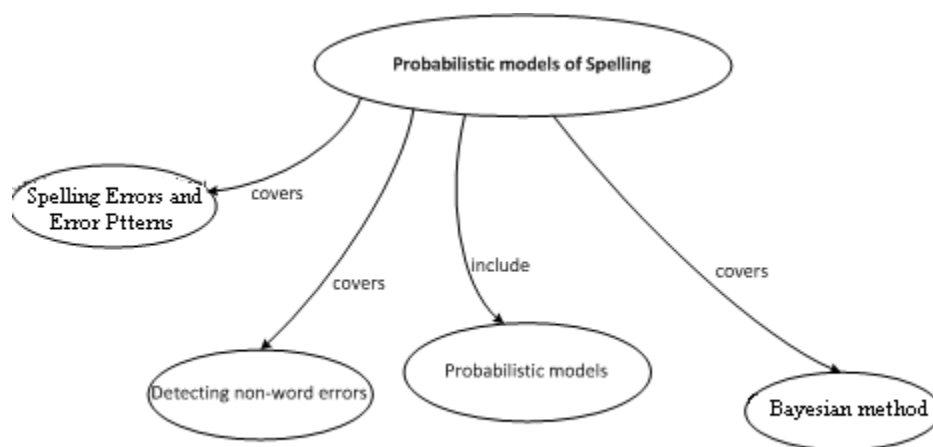 Probabilistic models of Spelling
covers
Spelling Errors and
Error Ptterns
covers
include
covers
Detecting non-word errors
Probabilistic models
Bayesian method